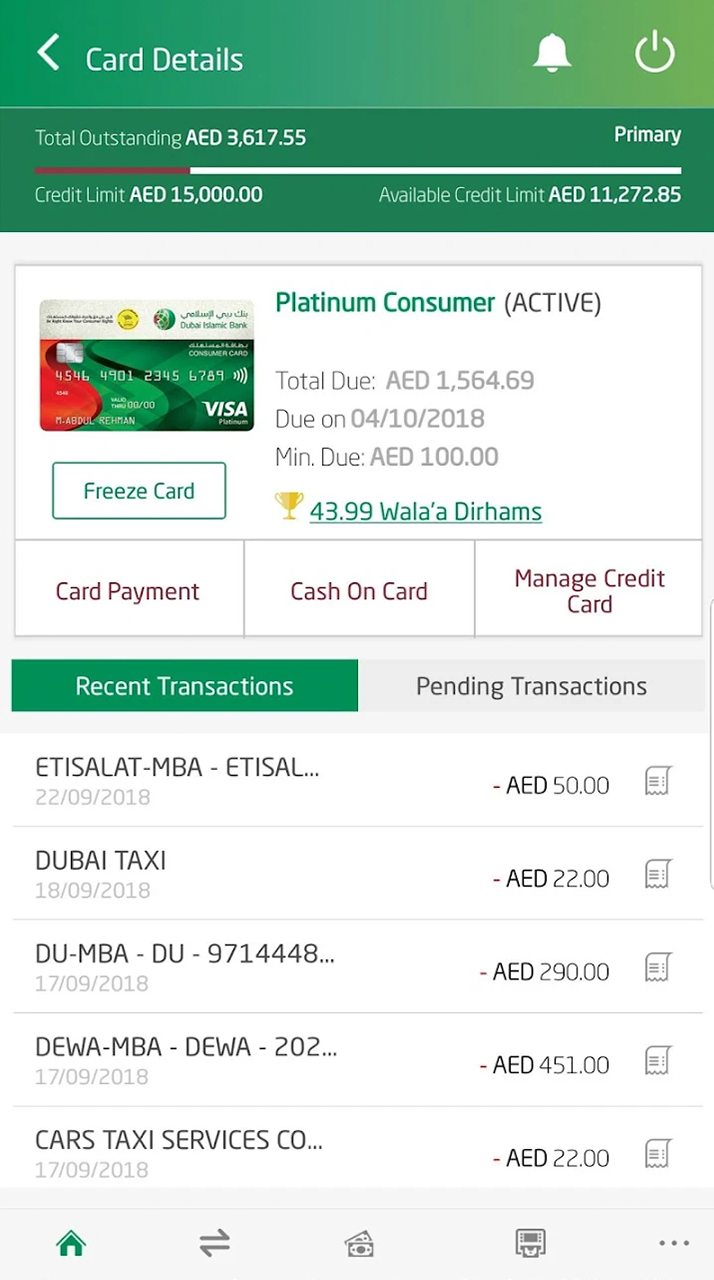 Card Details
Total Outstanding AED 3,617.55
Primary
Credit Limit AED 15,000.00
Available Credit Limit AED 11,272.85
Platinum Consumer (ACTIVE)
بنك دبي الإسلامي
Dubai Islamic Bank
بطاقة المستهلك
CONSUMER CARD
4546 4901 2345 6789
4546
VALID
THRU 00/00
M.ABDUL REHMAN
VISA
Platinum
Total Due: AED 1,564.69
Due on 04/10/2018
Min. Due: AED 100.00
43.99 Wala'a Dirhams
Freeze Card
Card Payment
Cash On Card
Manage Credit
Card
Recent Transactions
Pending Transactions
ETISALAT-MBA - ETISAL...
22/09/2018
- AED 50.00
DUBAI TAXI
18/09/2018
- AED 22.00
DU-MBA - DU - 9714448...
17/09/2018
- AED 290.00
DEWA-MBA - DEWA - 202...
17/09/2018
- AED 451.00
CARS TAXI SERVICES CO...
17/09/2018
- AED 22.00